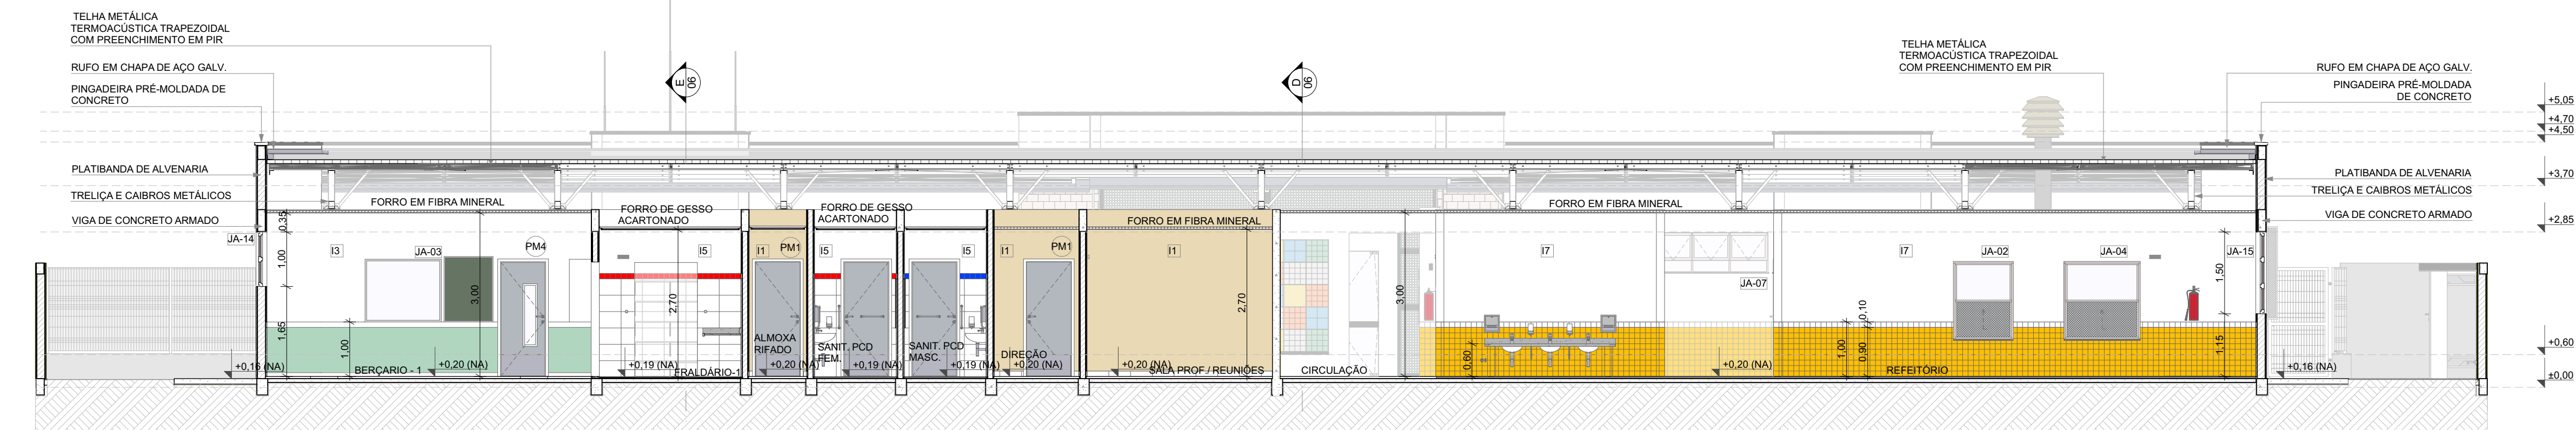 TELHA METÁLICA
TERMOACÚSTICA TRAPEZOIDAL
COM PREENCHIMENTO EM PIR
RUFO EM CHAPA DE AÇO GALV.
PINGADEIRA PRÉ-MOLDADA DE
CONCRETO
PLATIBANDA DE ALVENARIA
TRELIÇA E CAIBROS METÁLICOS
VIGA DE CONCRETO ARMADO
E
06
D
06
TELHA METÁLICA
TERMOACÚSTICA TRAPEZOIDAL
COM PREENCHIMENTO EM PIR
RUFO EM CHAPA DE AÇO GALV.
PINGADEIRA PRÉ-MOLDADA
DE CONCRETO
PLATIBANDA DE ALVENARIA
TRELIÇA E CAIBROS METÁLICOS
VIGA DE CONCRETO ARMADO
+5,05
+4,70
+4,50
+3,70
+2,85
+0,60
±0,00
FORRO EM FIBRA MINERAL
FORRO DE GESSO
ACARTONADO
FORRO DE GESSO
ACARTONADO
FORRO EM FIBRA MINERAL
FORRO EM FIBRA MINERAL
JA-14
0,35
1,00
1,65
I3
JA-03
PM4
3,00
1,00
I5
2,70
I1
PM1
I5
I5
I1
PM1
I1
2,70
3,00
I7
JA-07
I7
JA-02
JA-04
JA-15
1,50
1,15
0,10
0,90
1,00
0,60
ALMOXA
RIFADO
SANIT. PCD
FEM.
SANIT. PCD
MASC.
DIREÇÃO
+0,16 (NA)
+0,20 (NA)
+0,19 (NA)
+0,20 (NA)
+0,19 (NA)
+0,19 (NA)
+0,20 (NA)
+0,20 (NA)
+0,20 (NA)
+0,16 (NA)
BERÇARIO - 1
FRALDÁRIO-1
SALA PROF./ REUNIÕES
CIRCULAÇÃO
REFEITÓRIO